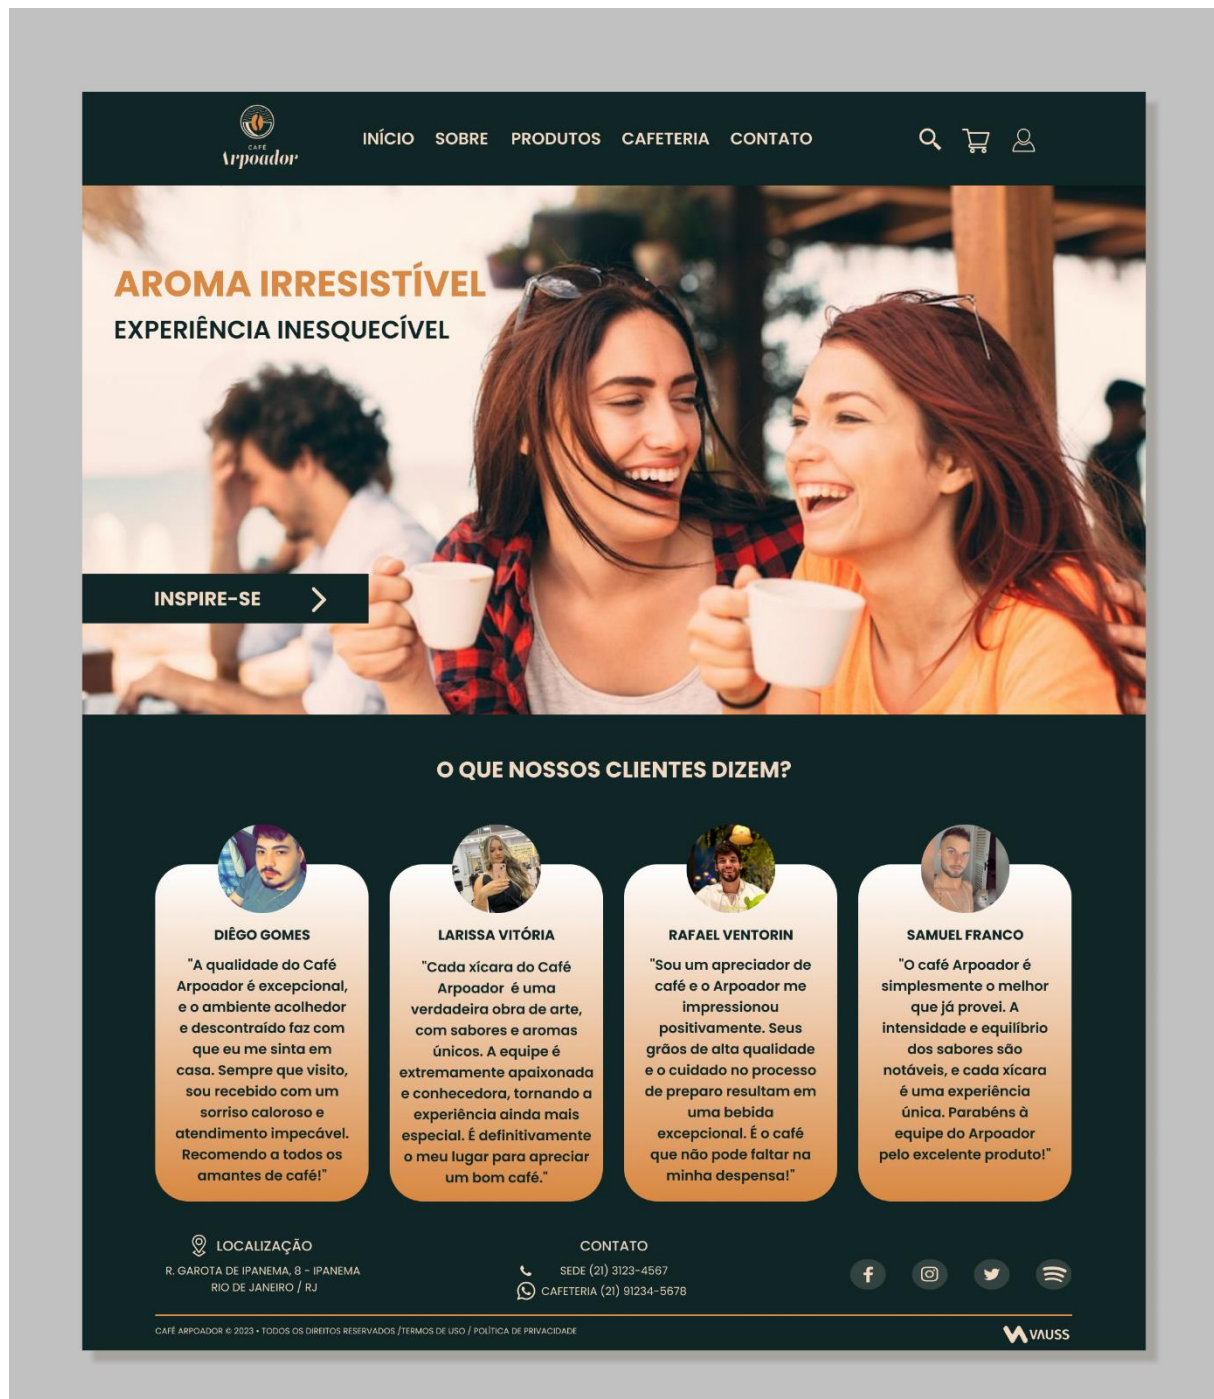 CAFÉ
Arpoador
INÍCIO SOBRE PRODUTOS CAFETERIA CONTATO
AROMA IRRESISTÍVEL
EXPERIÊNCIA INESQUECÍVEL
INSPIRE-SE
O QUE NOSSOS CLIENTES DIZEM?
DIÊGO GOMES
"A qualidade do Café
Arpoador é excepcional,
e o ambiente acolhedor
e descontraído faz com
que eu me sinta em
casa. Sempre que visito,
sou recebido com um
sorriso caloroso e
atendimento impecável.
Recomendo a todos os
amantes de café!"
LARISSA VITÓRIA
"Cada xícara do Café
Arpoador é uma
verdadeira obra de arte,
com sabores e aromas
únicos. A equipe é
extremamente apaixonada
e conhecedora, tornando a
experiência ainda mais
especial. É definitivamente
o meu lugar para apreciar
um bom café."
RAFAEL VENTORIN
"Sou um apreciador de
café e o Arpoador me
impressionou
positivamente. Seus
grãos de alta qualidade
e o cuidado no processo
de preparo resultam em
uma bebida
excepcional. É o café
que não pode faltar na
minha despensa!"
SAMUEL FRANCO
"O café Arpoador é
simplesmente o melhor
que já provei. A
intensidade e equilíbrio
dos sabores são
notáveis, e cada xícara
é uma experiência
única. Parabéns à
equipe do Arpoador
pelo excelente produto!"
LOCALIZAÇÃO
R. GAROTA DE IPANEMA, 8 - IPANEMA
RIO DE JANEIRO / RJ
CONTATO
SEDE (21) 3123-4567
CAFETERIA (21) 91234-5678
CAFÉ ARPOADOR © 2023 • TODOS OS DIREITOS RESERVADOS /TERMOS DE USO / POLÍTICA DE PRIVACIDADE
VAUSS